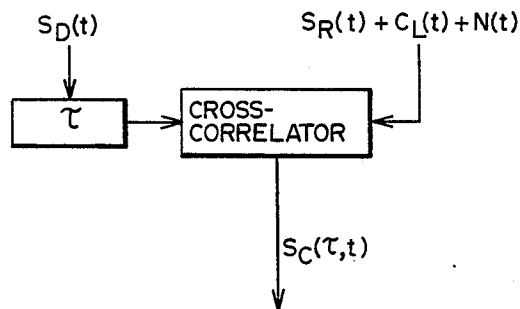 S_D(t)
S_R(t) + C_L(t) + N(t)
τ
CROSS-
CORRELATOR
S_C(τ,t)